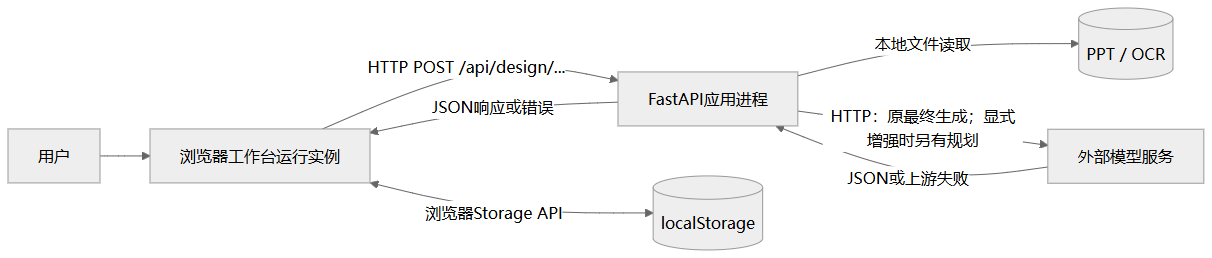 用户
浏览器工作台运行实例
HTTP POST /api/design/...
JSON响应或错误
浏览器Storage API
localStorage
FastAPI应用进程
本地文件读取
PPT / OCR
HTTP：原最终生成；显式
增强时另有规划
JSON或上游失败
外部模型服务